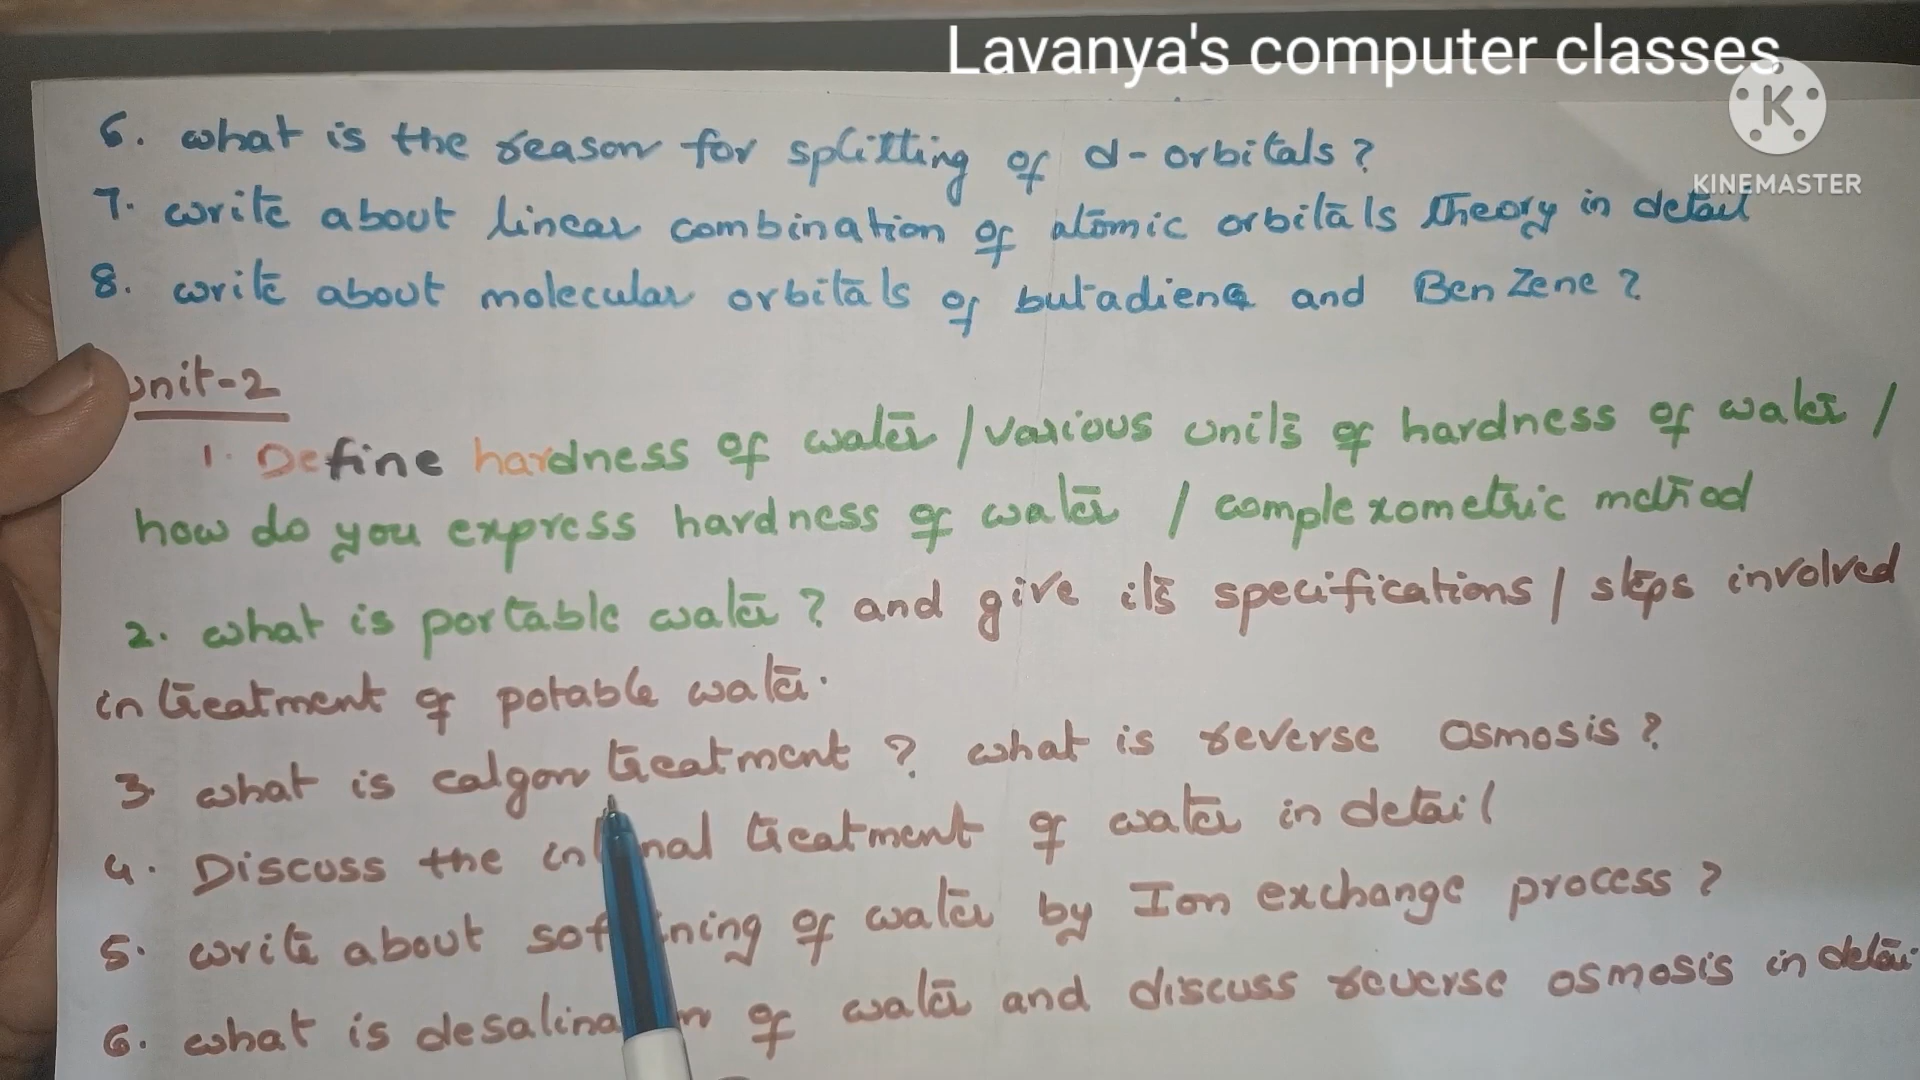 Lavanya's computer classes
KINEMASTER
6. what is the reason for splitting of d-orbitals?
7. write about linear combination of atomic orbitals theory in detail
8. write about molecular orbitals of butadiene and BenZene?
unit-2
1. Define hardness of water / various units of hardness of water /
how do you express hardness of water / complexometric method
2. what is portable water? and give its specifications / steps involved
in treatment of potable water.
3. what is calgon treatment? what is reverse osmosis?
4. Discuss the treatment of water in detail
5. write about of water by Ion exchange process?
6. what is of water and discuss reverse osmosis in